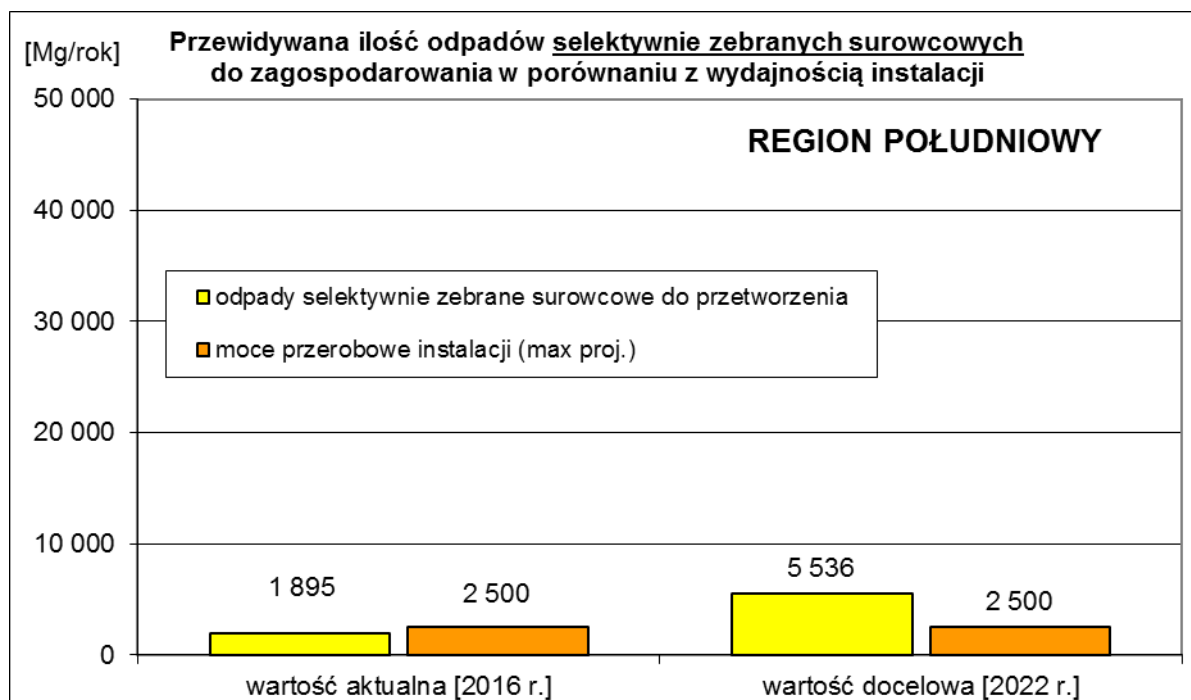 [Mg/rok]
Przewidywana ilość odpadów selektywnie zebranych surowcowych
do zagospodarowania w porównaniu z wydajnością instalacji
50 000
REGION POŁUDNIOWY
40 000
odpady selektywnie zebrane surowcowe do przetworzenia
30 000
moce przerobowe instalacji (max proj.)
20 000
10 000
1 895
2 500
5 536
2 500
0
wartość aktualna [2016 r.]
wartość docelowa [2022 r.]